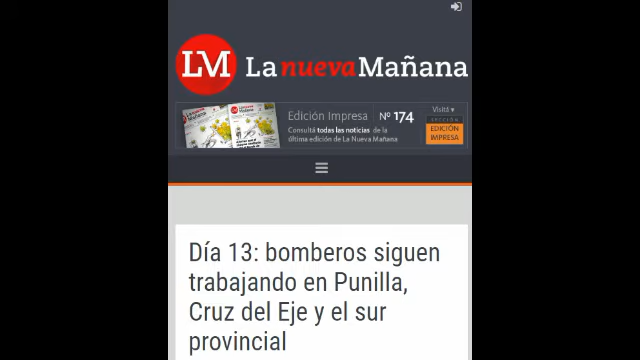 LM La nueva Mañana
Edición Impresa Nº 174
Consultá todas las noticias de la
última edición de La Nueva Mañana
Visitá ▾
SECCIÓN
EDICIÓN
IMPRESA
Día 13: bomberos siguen
trabajando en Punilla,
Cruz del Eje y el sur
provincial